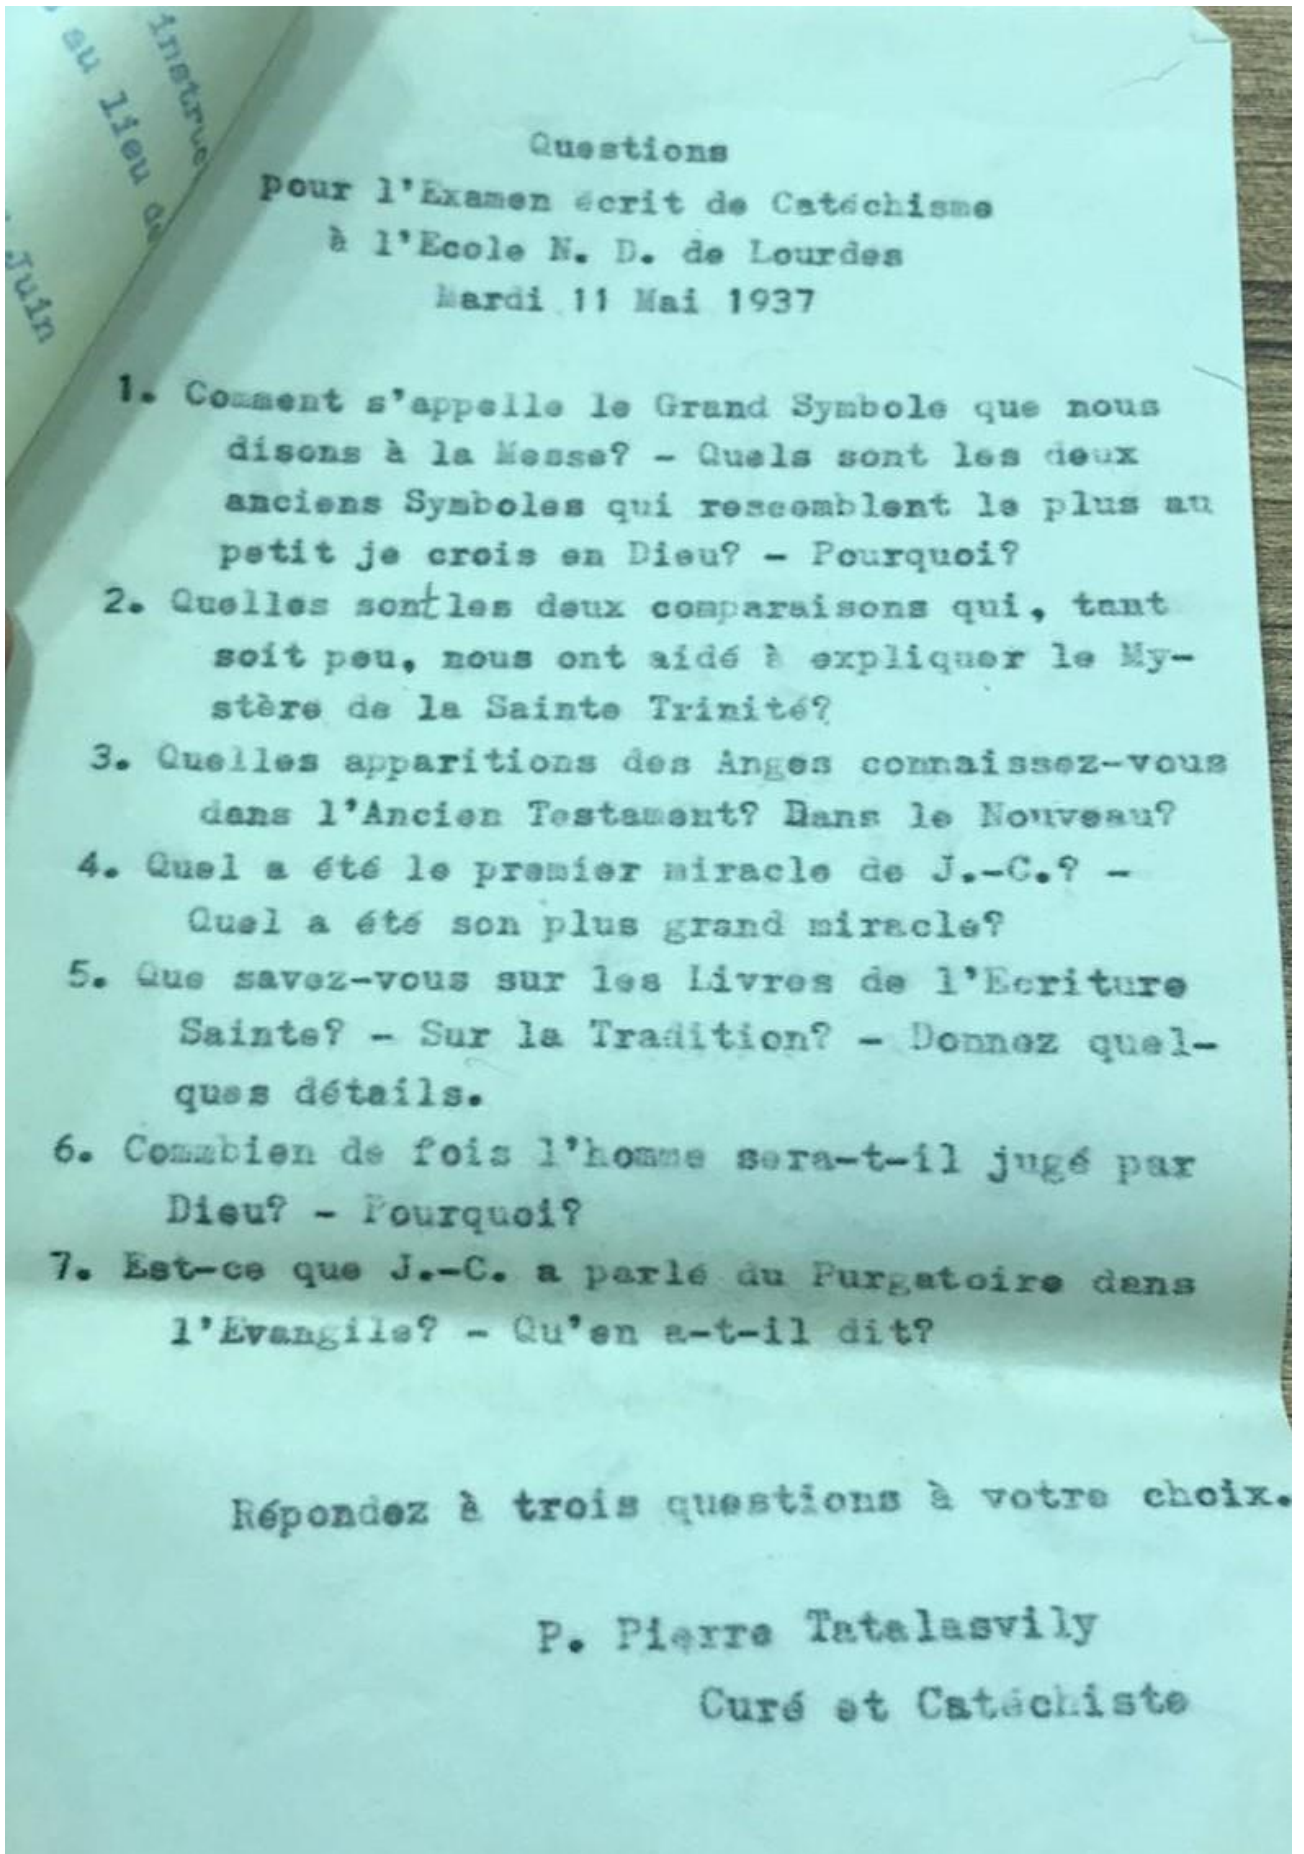 instruc
au lieu de
Juin
Questions
pour l'Examen écrit de Catéchisme
à l'Ecole N. D. de Lourdes
Mardi 11 Mai 1937
1. Comment s'appelle le Grand Symbole que nous
disons à la Messe? - Quels sont les deux
anciens Symboles qui ressemblent le plus au
petit je crois en Dieu? - Pourquoi?
2. Quelles sont les deux comparaisons qui, tant
soit peu, nous ont aidé à expliquer le My-
stère de la Sainte Trinité?
3. Quelles apparitions des Anges connaissez-vous
dans l'Ancien Testament? Dans le Nouveau?
4. Quel a été le premier miracle de J.-C.? -
Quel a été son plus grand miracle?
5. Que savez-vous sur les Livres de l'Ecriture
Sainte? - Sur la Tradition? - Donnez quel-
ques détails.
6. Commbien de fois l'homme sera-t-il jugé par
Dieu? - Pourquoi?
7. Est-ce que J.-C. a parlé du Purgatoire dans
l'Evangile? - Qu'en a-t-il dit?
Répondez à trois questions à votre choix.
P. Pierre Tatalasvily
Curé et Catéchiste